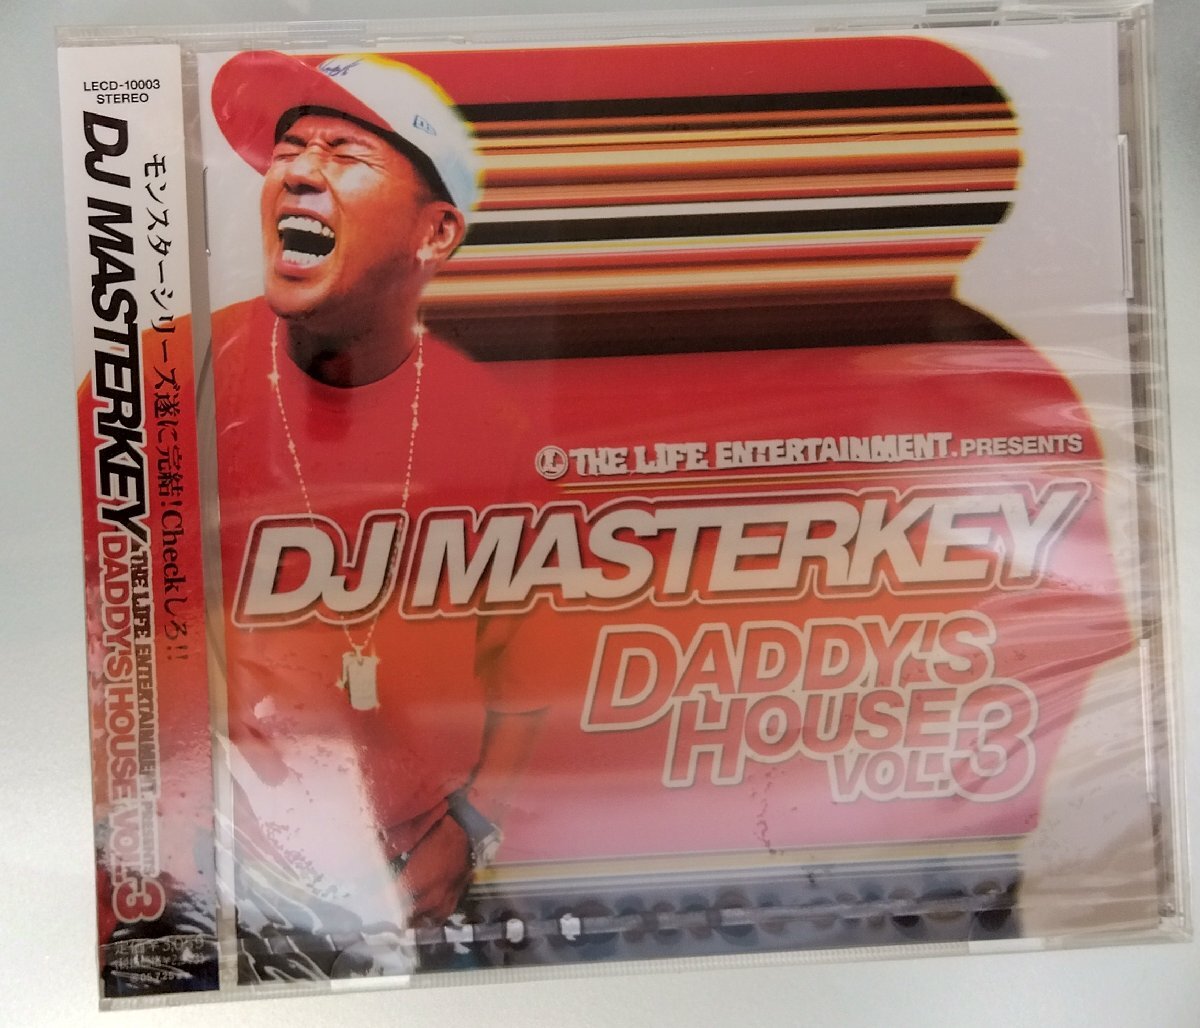 LECD-10003
STEREO
モンスターシリーズ遂に完結!Checkしろ!!
DJ MASTERKEY
THE LIFE ENTERTAINMENT. PRESENTS
DADDY'S HOUSE VOL.3
THE LIFE ENTERTAINMENT. PRESENTS
DJ MASTERKEY
DADDY'S
HOUSE
VOL.3